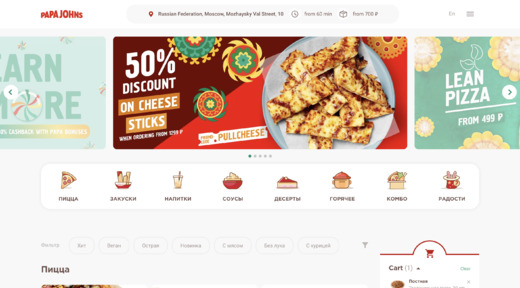 PAPA JOHNS
Russian Federation, Moscow, Mozhaysky Val Street, 10
from 60 min
from 700 ₽
En
EARN
MORE
CASHBACK WITH PAPA BONUSES
50%
DISCOUNT
ON CHEESE
STICKS
WHEN ORDERING FROM 1299 ₽
PROMO CODE:
PULLCHEESE
LEAN
PIZZA
FROM 499 ₽
ПИЦЦА
ЗАКУСКИ
НАПИТКИ
СОУСЫ
ДЕСЕРТЫ
ГОРЯЧЕЕ
КОМБО
РАДОСТИ
Фильтр
Хит
Веган
Острая
Новинка
С мясом
Без лука
С курицей
Пицца
Cart (1)
Clear
Постная